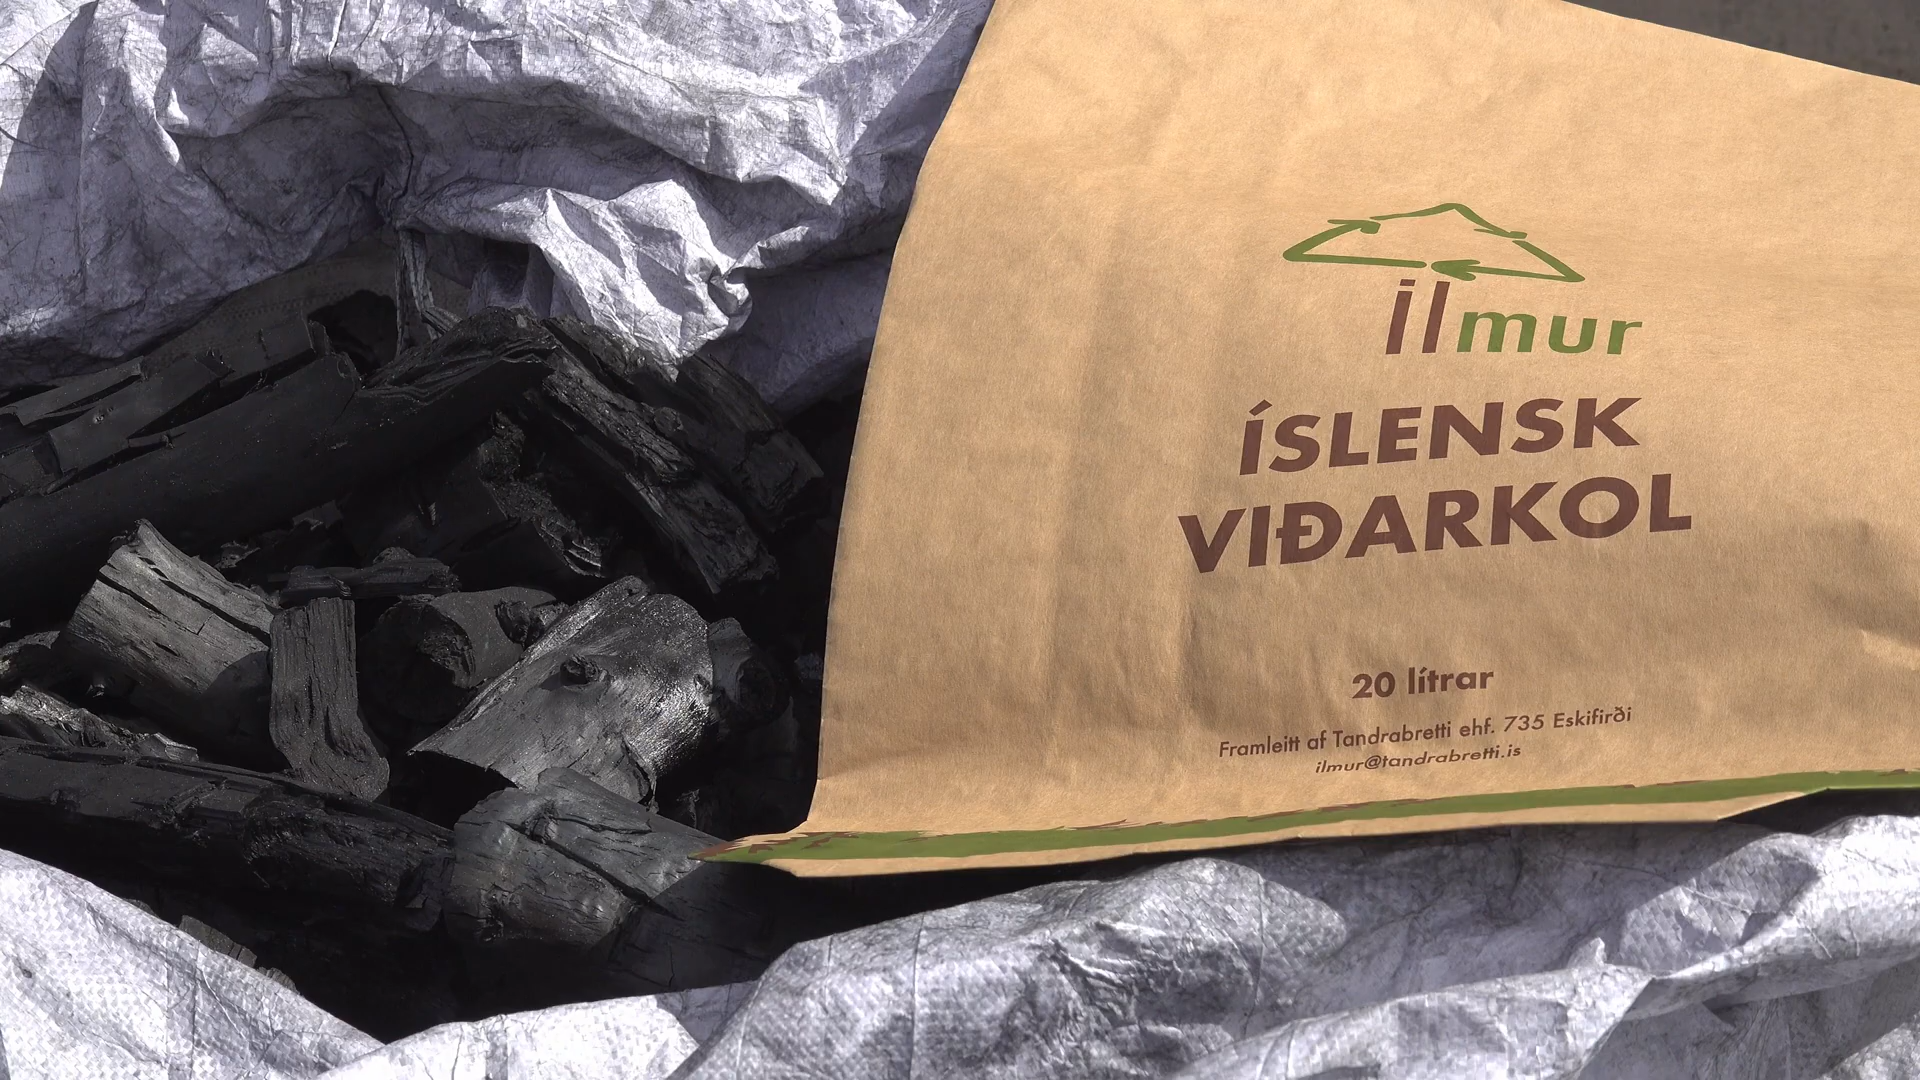 ilmur
ÍSLENSK
VIÐARKOL
20 lítrar
Framleitt af Tandrabretti ehf. 735 Eskifirði
ilmur@tandrabretti.is